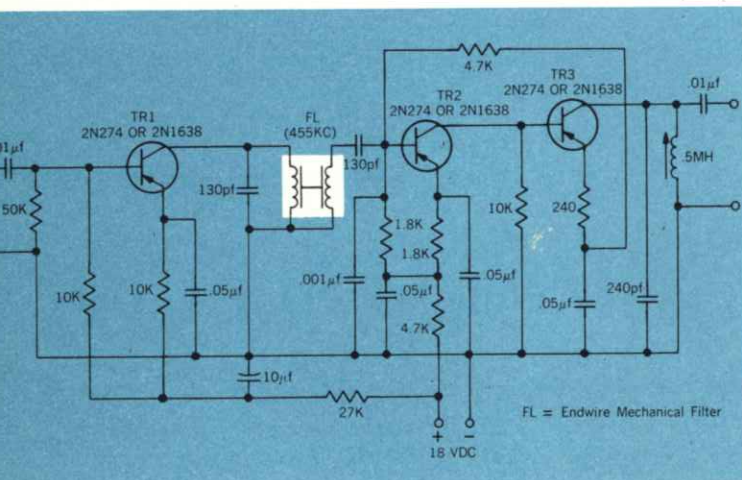 4.7K
TR3
2N274 OR 2N1638
.01µf
TR2
2N274 OR 2N1638
TR1
2N274 OR 2N1638
FL
(455KC)
01µf
130pf
130pf
.5MH
50K
10K
240
1.8K
1.8K
.001µf
.05µf
.05µf
10K
10K
.05µf
.05µf
240pf
4.7K
10µf
27K
FL = Endwire Mechanical Filter
+ −
18 VDC